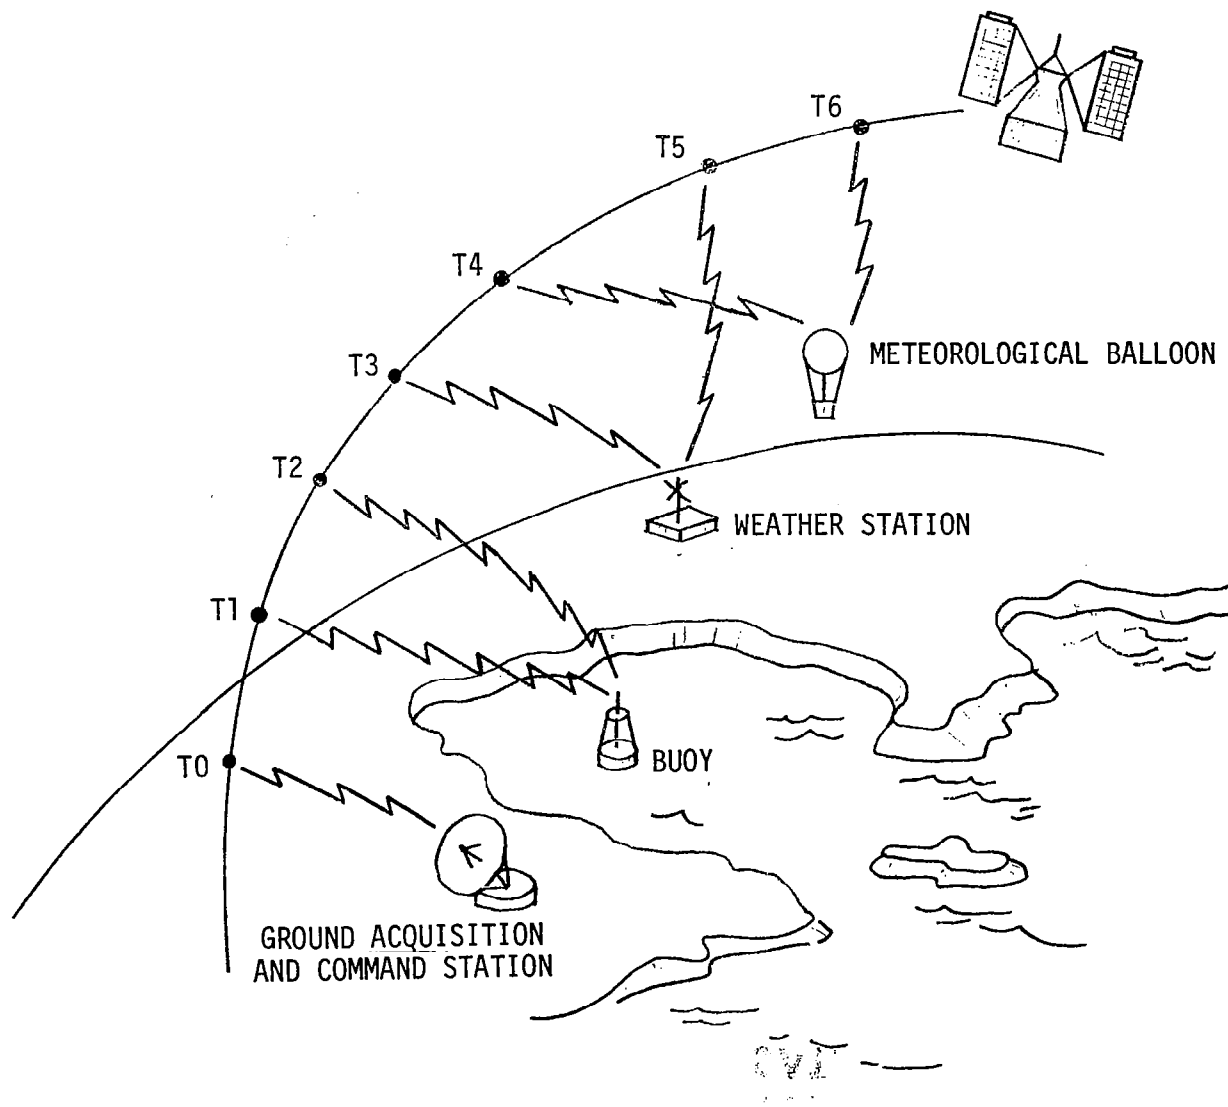 T6
T5
T4
T3
METEOROLOGICAL BALLOON
T2
WEATHER STATION
T1
T0
BUOY
GROUND ACQUISITION
AND COMMAND STATION